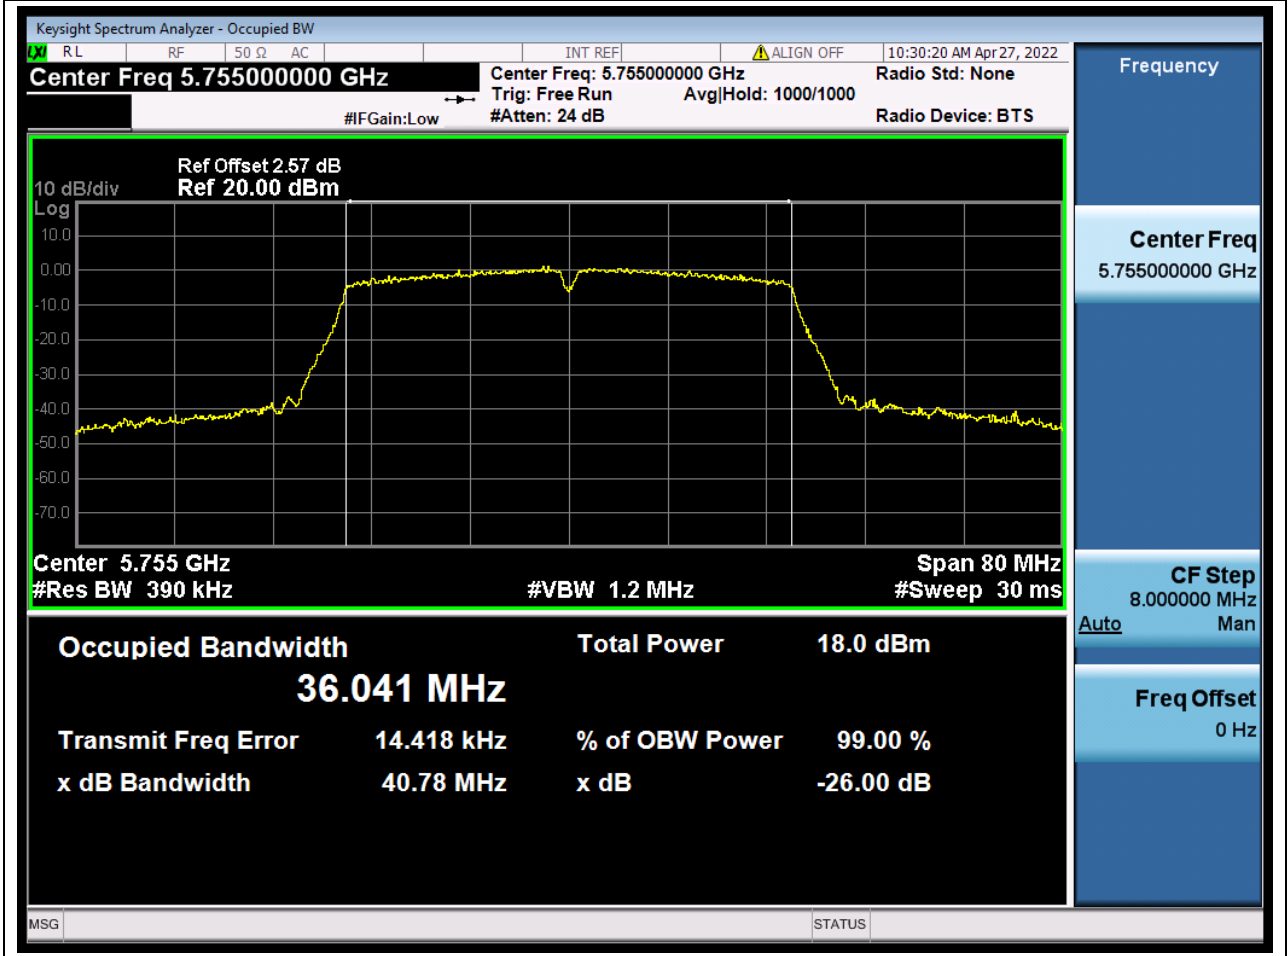 Keysight Spectrum Analyzer - Occupied BW
LXI RL RF 50 Ω AC INT REF ALIGN OFF 10:30:20 AM Apr 27, 2022
Center Freq 5.755000000 GHz
Center Freq: 5.755000000 GHz
Radio Std: None
Trig: Free Run
Avg|Hold: 1000/1000
#IFGain:Low
#Atten: 24 dB
Radio Device: BTS
Ref Offset 2.57 dB
10 dB/div Ref 20.00 dBm
Log
10.0
0.00
-10.0
-20.0
-30.0
-40.0
-50.0
-60.0
-70.0
Center 5.755 GHz Span 80 MHz
#Res BW 390 kHz #VBW 1.2 MHz #Sweep 30 ms
Occupied Bandwidth Total Power 18.0 dBm
36.041 MHz
Transmit Freq Error 14.418 kHz % of OBW Power 99.00 %
x dB Bandwidth 40.78 MHz x dB -26.00 dB
MSG STATUS
Frequency
Center Freq
5.755000000 GHz
CF Step
8.000000 MHz
Auto Man
Freq Offset
0 Hz